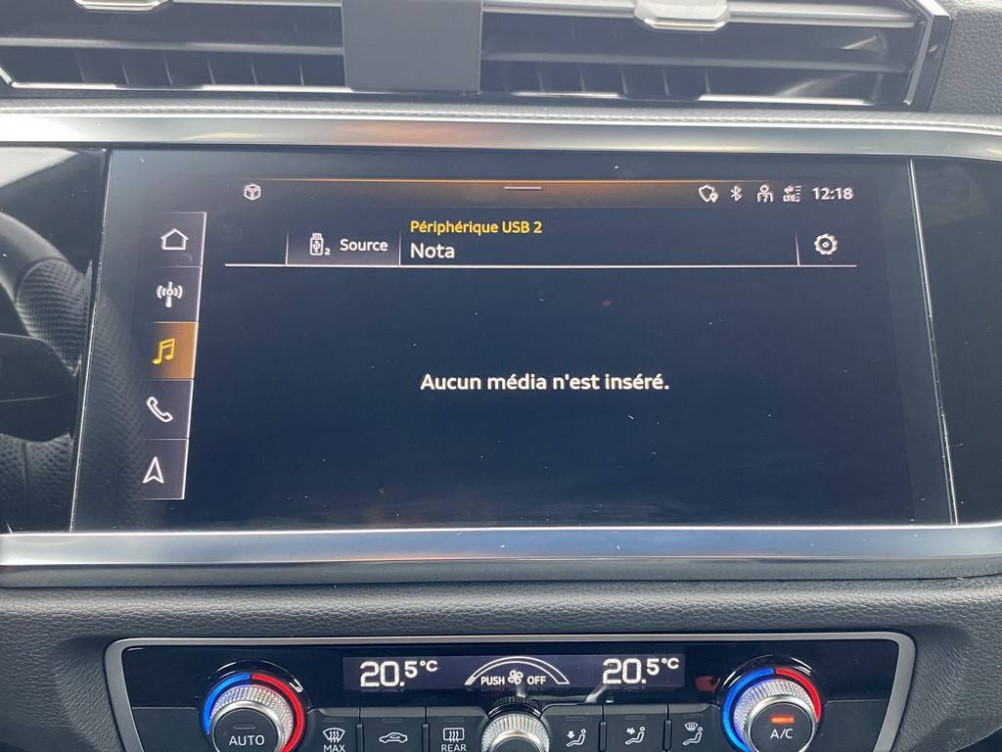 12:18
Périphérique USB 2
2 Source
Nota
Aucun média n'est inséré.
20.5°C
PUSH OFF
20.5°C
AUTO
MAX
REAR
A/C